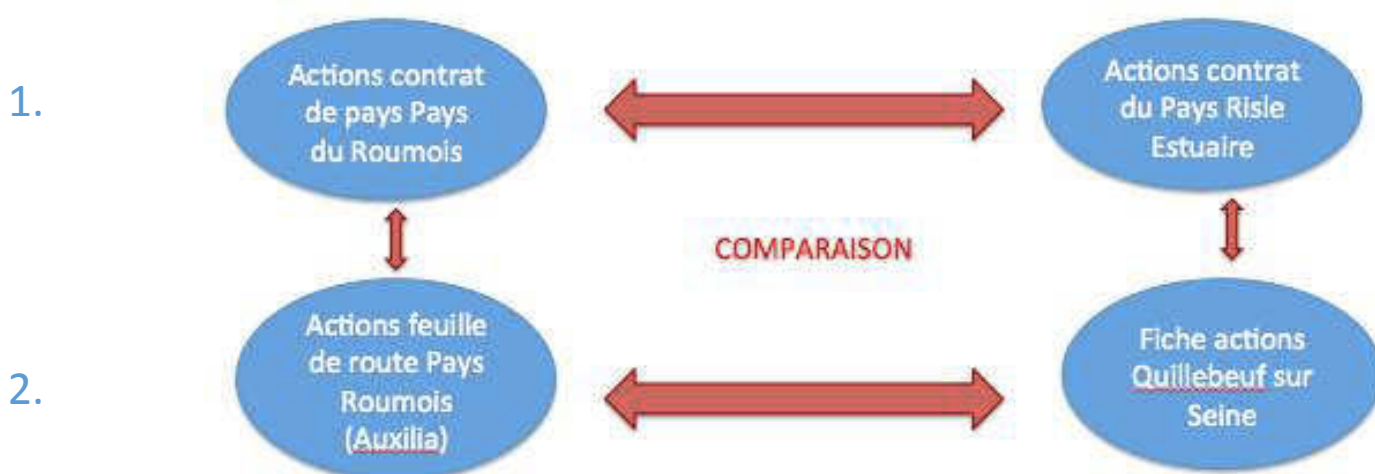 1.
Actions contrat
de pays Pays
du Roumois
Actions contrat
du Pays Risle
Estuaire
COMPARAISON
2.
Actions feuille
de route Pays
Roumois
(Auxilia)
Fiche actions
Quillebeuf sur
Seine